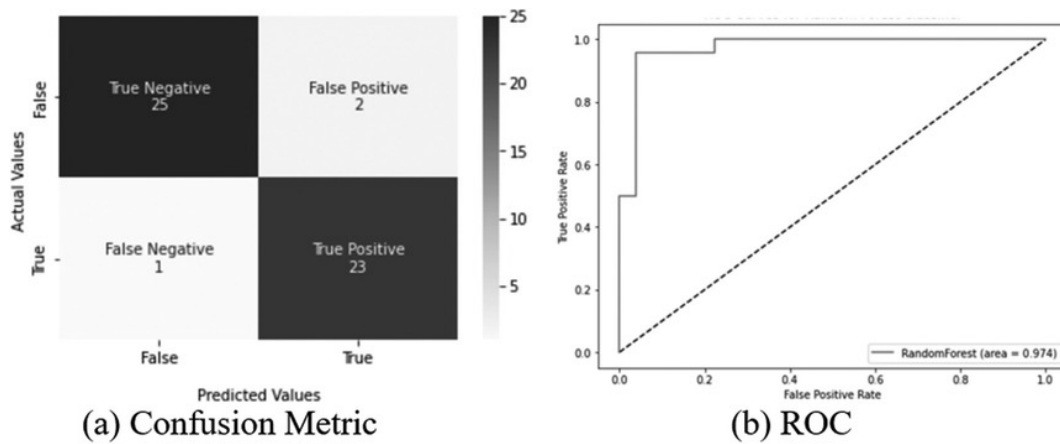 True Negative
25
False Positive
2
False Negative
1
True Positive
23
False
True
Actual Values
False
True
Predicted Values
25
20
15
10
5
(a) Confusion Metric
1.0
0.8
0.6
0.4
0.2
0.0
True Positive Rate
RandomForest (area = 0.974)
0.0
0.2
0.4
0.6
0.8
1.0
False Positive Rate
(b) ROC